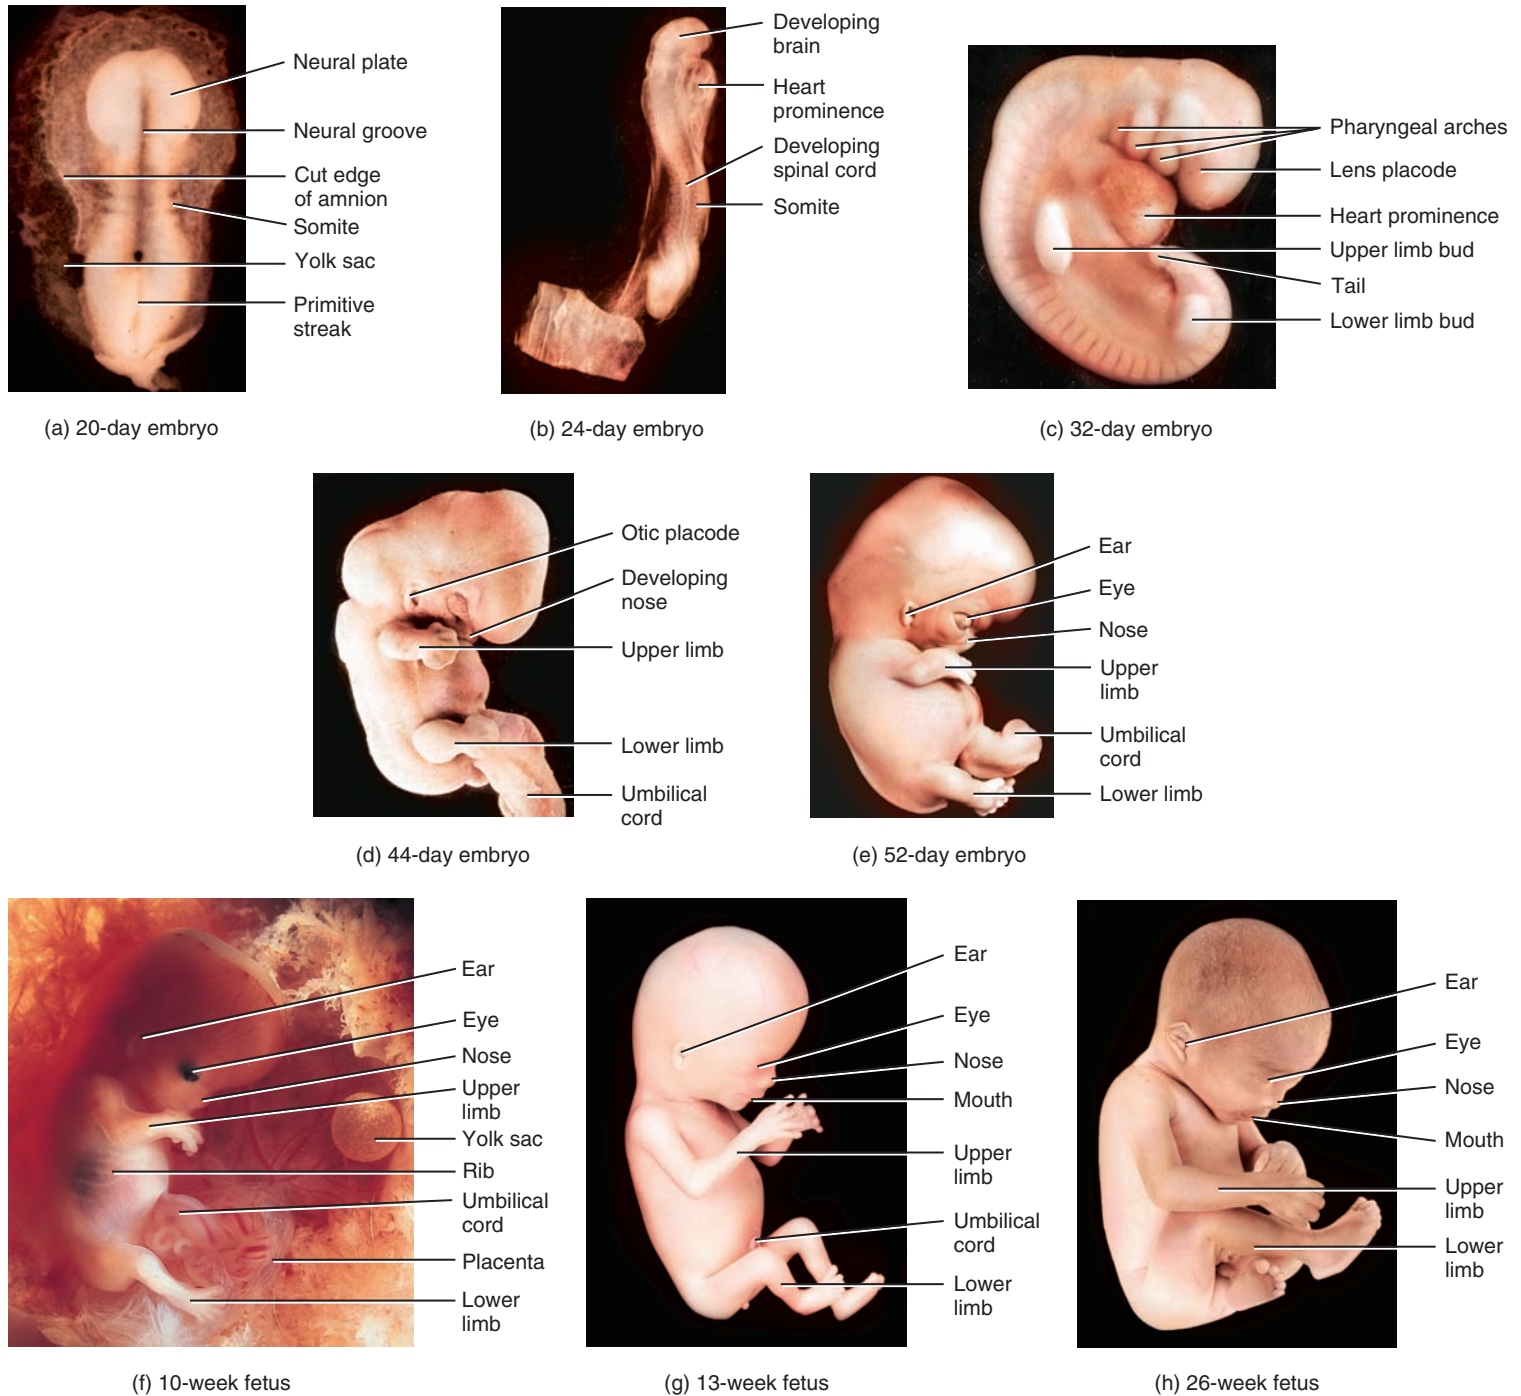 Neural plate
Neural groove
Cut edge
of amnion
Somite
Yolk sac
Primitive
streak
(a) 20-day embryo
Developing
brain
Heart
prominence
Developing
spinal cord
Somite
(b) 24-day embryo
Pharyngeal arches
Lens placode
Heart prominence
Upper limb bud
Tail
Lower limb bud
(c) 32-day embryo
Otic placode
Developing
nose
Upper limb
Lower limb
Umbilical
cord
(d) 44-day embryo
Ear
Eye
Nose
Upper
limb
Umbilical
cord
Lower limb
(e) 52-day embryo
Ear
Eye
Nose
Upper
limb
Yolk sac
Rib
Umbilical
cord
Placenta
Lower
limb
(f) 10-week fetus
Ear
Eye
Nose
Mouth
Upper
limb
Umbilical
cord
Lower
limb
(g) 13-week fetus
Ear
Eye
Nose
Mouth
Upper
limb
Lower
limb
(h) 26-week fetus